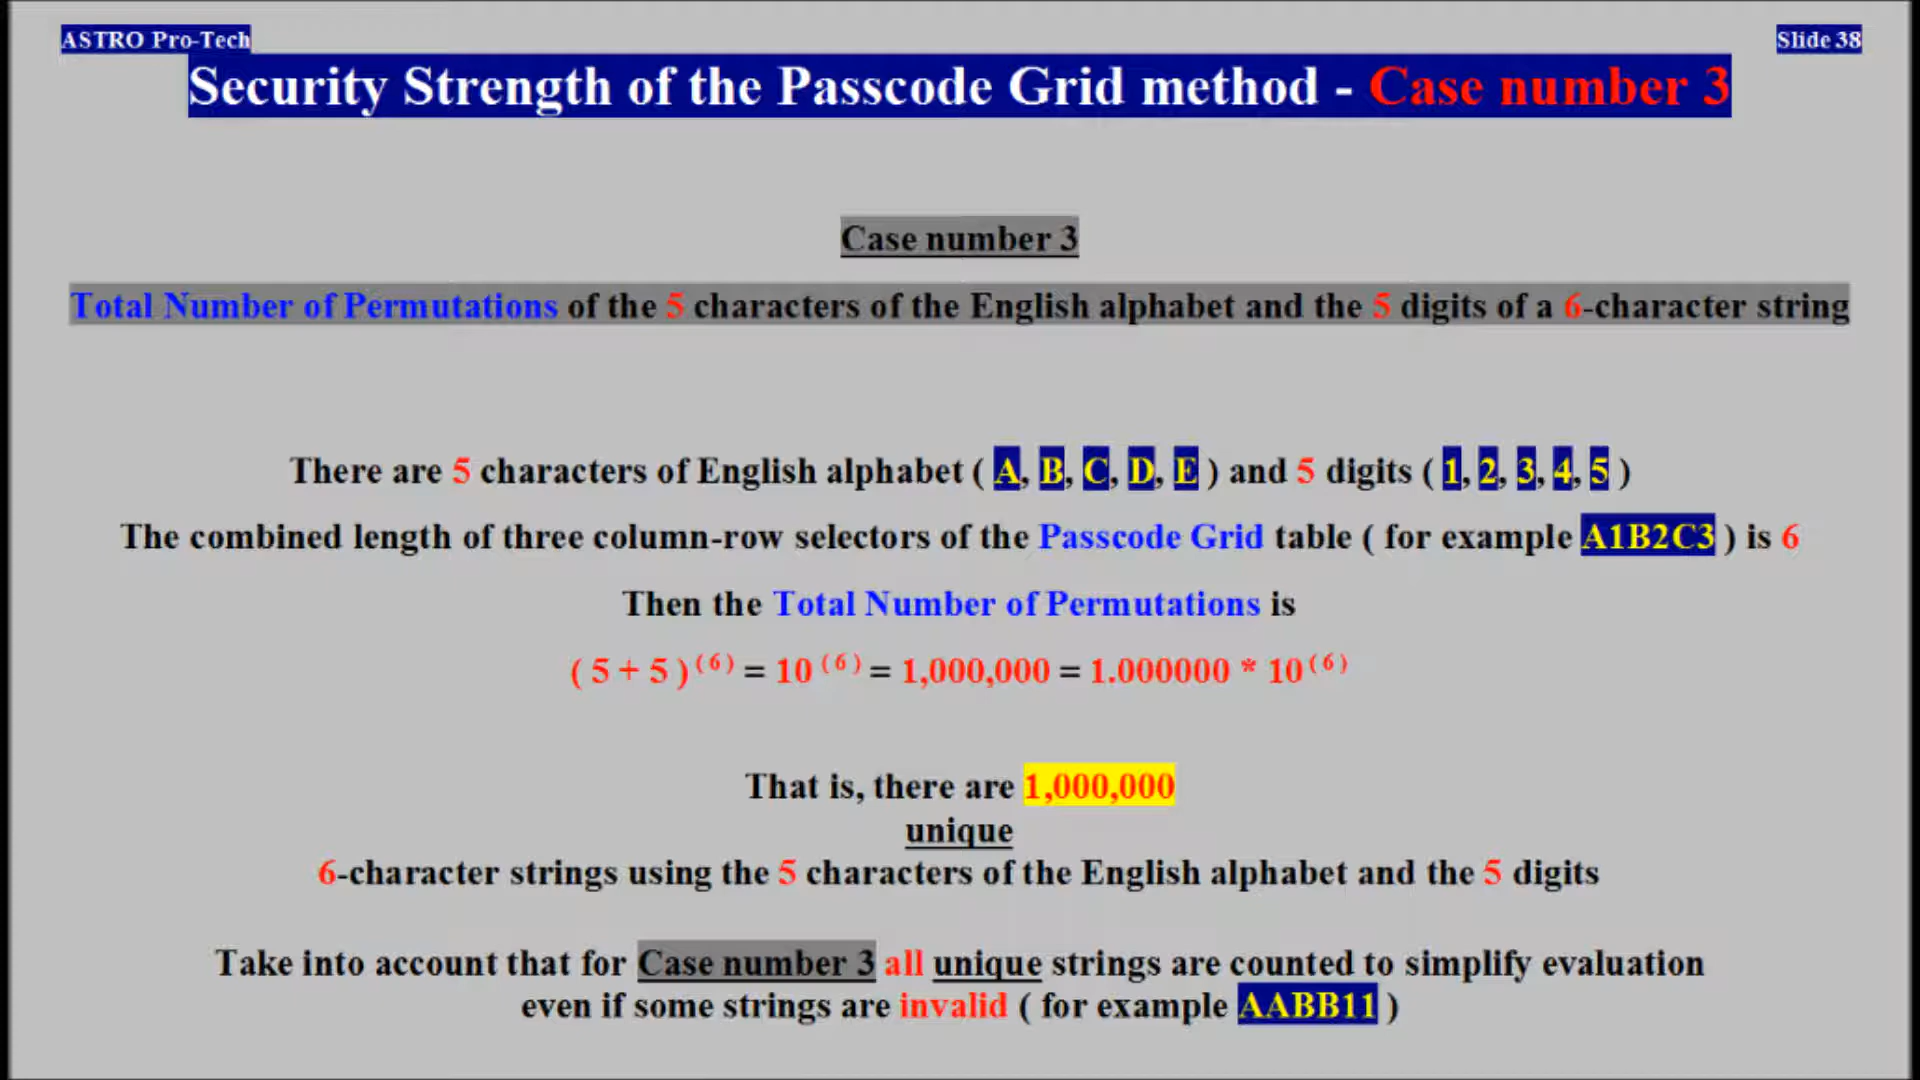 ASTRO Pro-Tech
Slide 38
Security Strength of the Passcode Grid method - Case number 3
Case number 3
Total Number of Permutations of the 5 characters of the English alphabet and the 5 digits of a 6-character string
There are 5 characters of English alphabet ( A, B, C, D, E ) and 5 digits ( 1, 2, 3, 4, 5 )
The combined length of three column-row selectors of the Passcode Grid table ( for example A1B2C3 ) is 6
Then the Total Number of Permutations is
( 5 + 5 ) ( 6 ) = 10 ( 6 ) = 1,000,000 = 1.000000 * 10 ( 6 )
That is, there are 1,000,000
unique
6-character strings using the 5 characters of the English alphabet and the 5 digits
Take into account that for Case number 3 all unique strings are counted to simplify evaluation
even if some strings are invalid ( for example AABB11 )